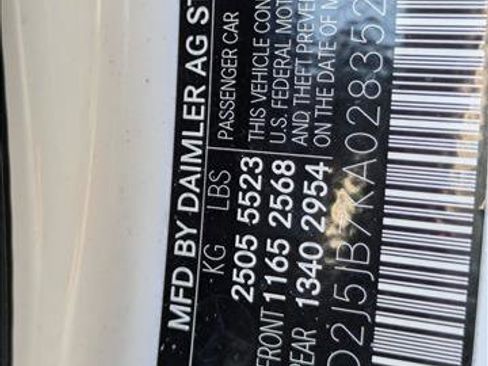 MFD BY DAIMLER AG ST
KG LBS
2505 5523
FRONT 1165 2568
REAR 1340 2954
PASSENGER CAR
THIS VEHICLE CON
U.S. FEDERAL MOT
AND THEFT PREVE
ON THE DATE OF M
D2J5JB7KA028352